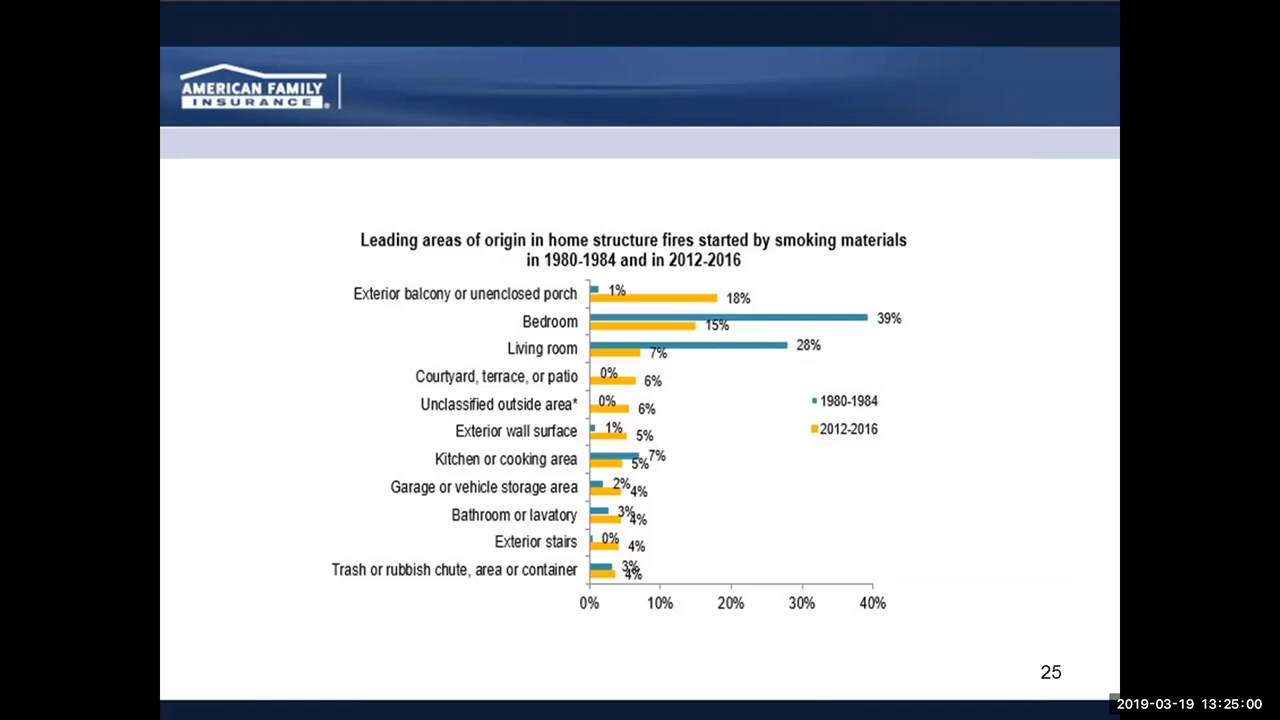 AMERICAN FAMILY
INSURANCE®
Leading areas of origin in home structure fires started by smoking materials
in 1980-1984 and in 2012-2016
Exterior balcony or unenclosed porch 1% 18%
Bedroom 39% 15%
Living room 28% 7%
Courtyard, terrace, or patio 0% 6%
Unclassified outside area* 0% 6%
Exterior wall surface 1% 5%
Kitchen or cooking area 7% 5%
Garage or vehicle storage area 2% 4%
Bathroom or lavatory 3% 4%
Exterior stairs 0% 4%
Trash or rubbish chute, area or container 3% 4%
1980-1984
2012-2016
0% 10% 20% 30% 40%
25
2019-03-19 13:25:00